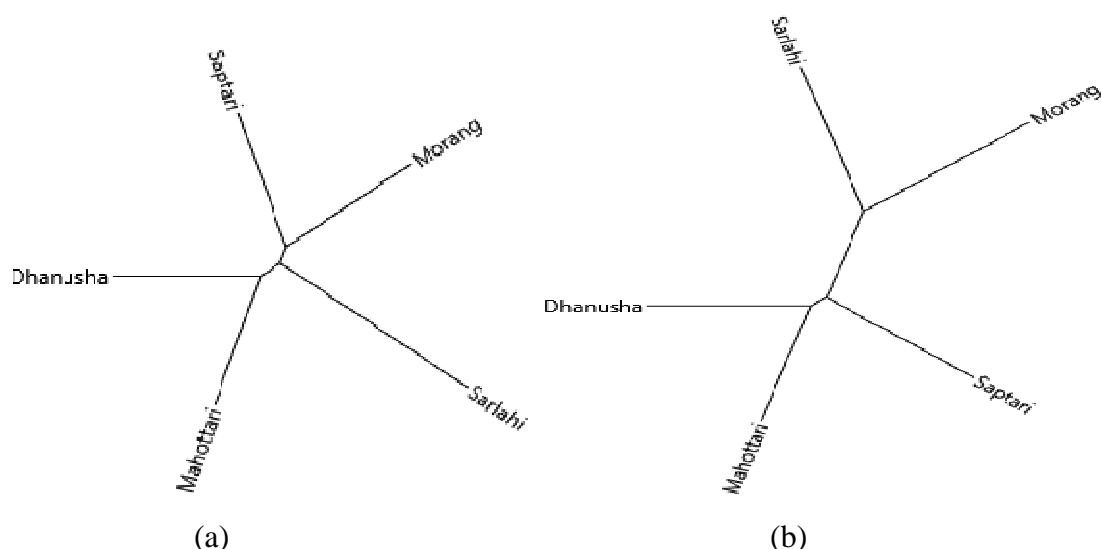 Saptari
Morang
Dhanusha
Mahottari
Sarlahi
(a)
Sarlahi
Morang
Dhanusha
Saptari
Mahottari
(b)